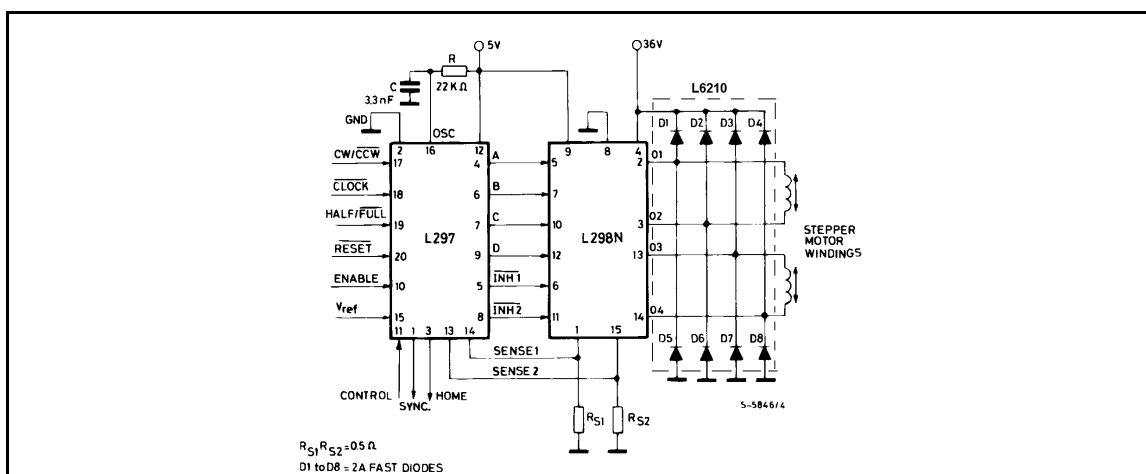 5V
36V
R
22 KΩ
C
3.3 nF
L6210
GND
OSC
D1 D2 D3 D4
2 16 12
9 8 4
CW/CCW 17
4 A 5
2 01
CLOCK 18
6 B 7
HALF/FULL 19
7 C 10
3 02
L297
L298N
STEPPER
MOTOR
WINDINGS
RESET 20
9 D 12
13 03
ENABLE 10
5 INH1 6
Vref 15
8 INH2 11
14 04
11 1 3 13 14
1 15
D5 D6 D7 D8
SENSE1
SENSE2
CONTROL
SYNC.
HOME
S-5846/4
RS1
RS2
RS1 RS2 = 0.5 Ω
D1 to D8 = 2A FAST DIODES